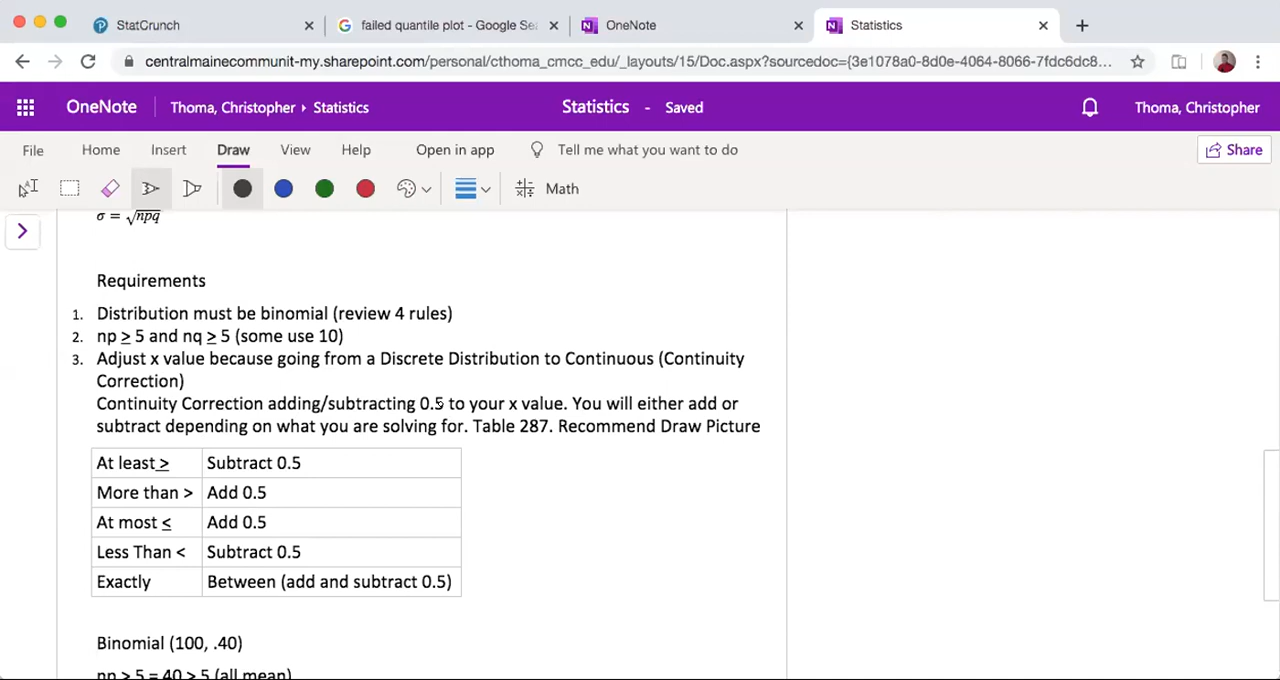 StatCrunch
failed quantile plot - Google Se
OneNote
Statistics
centralmainecommunit-my.sharepoint.com/personal/cthoma_cmcc_edu/_layouts/15/Doc.aspx?sourcedoc={3e1078a0-8d0e-4064-8066-7fdc6dc8...
OneNote
Thoma, Christopher › Statistics
Statistics - Saved
Thoma, Christopher
File Home Insert Draw View Help Open in app Tell me what you want to do Share
Math
σ = √npq
Requirements
1. Distribution must be binomial (review 4 rules)
2. np ≥ 5 and nq ≥ 5 (some use 10)
3. Adjust x value because going from a Discrete Distribution to Continuous (Continuity
Correction)
Continuity Correction adding/subtracting 0.5 to your x value. You will either add or
subtract depending on what you are solving for. Table 287. Recommend Draw Picture
At least ≥ Subtract 0.5
More than > Add 0.5
At most ≤ Add 0.5
Less Than < Subtract 0.5
Exactly Between (add and subtract 0.5)
Binomial (100, .40)
np ≥ 5 = 40 ≥ 5 (all mean)